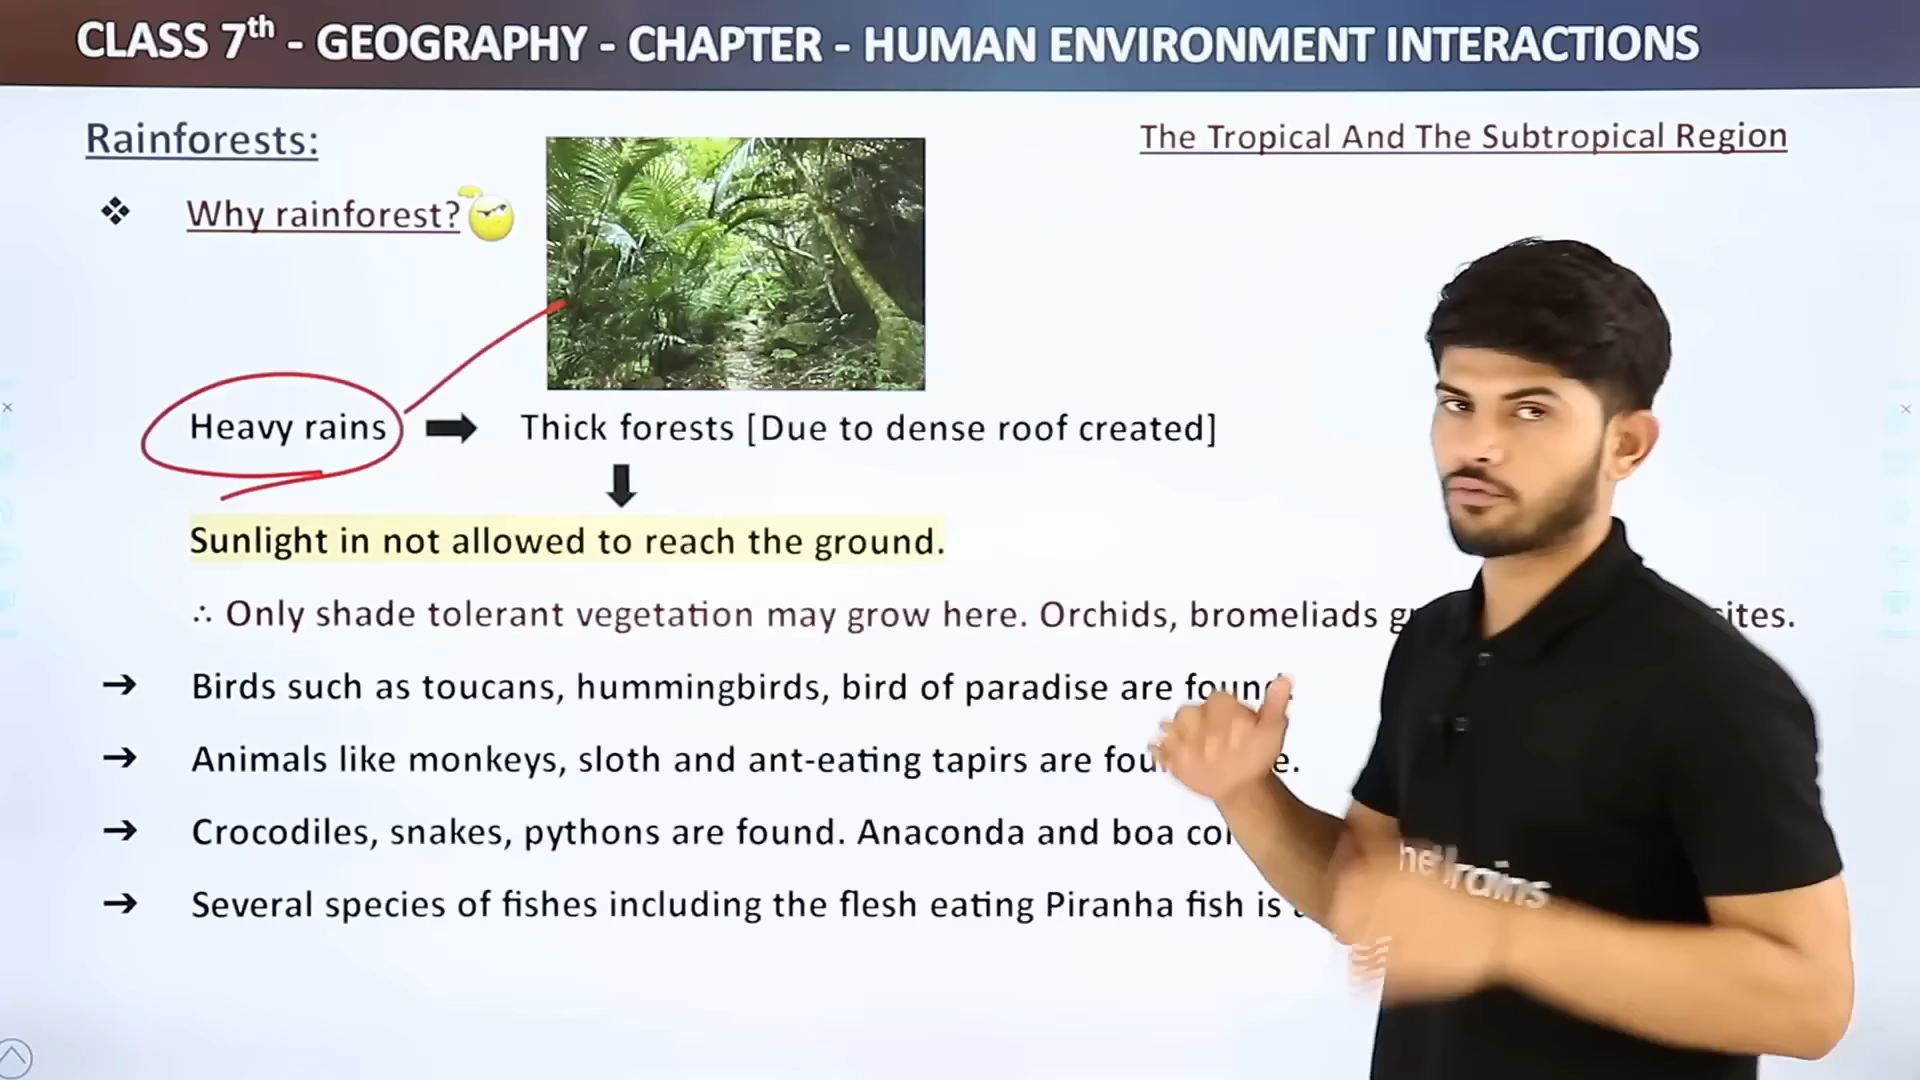 CLASS 7th - GEOGRAPHY - CHAPTER - HUMAN ENVIRONMENT INTERACTIONS
Rainforests:
The Tropical And The Subtropical Region
❖ Why rainforest?
Heavy rains ➡ Thick forests [Due to dense roof created]
⬇
Sunlight in not allowed to reach the ground.
∴ Only shade tolerant vegetation may grow here. Orchids, bromeliads
→ Birds such as toucans, hummingbirds, bird of paradise are found.
→ Animals like monkeys, sloth and ant-eating tapirs are
→ Crocodiles, snakes, pythons are found. Anaconda and boa
→ Several species of fishes including the flesh eating Piranha fish is